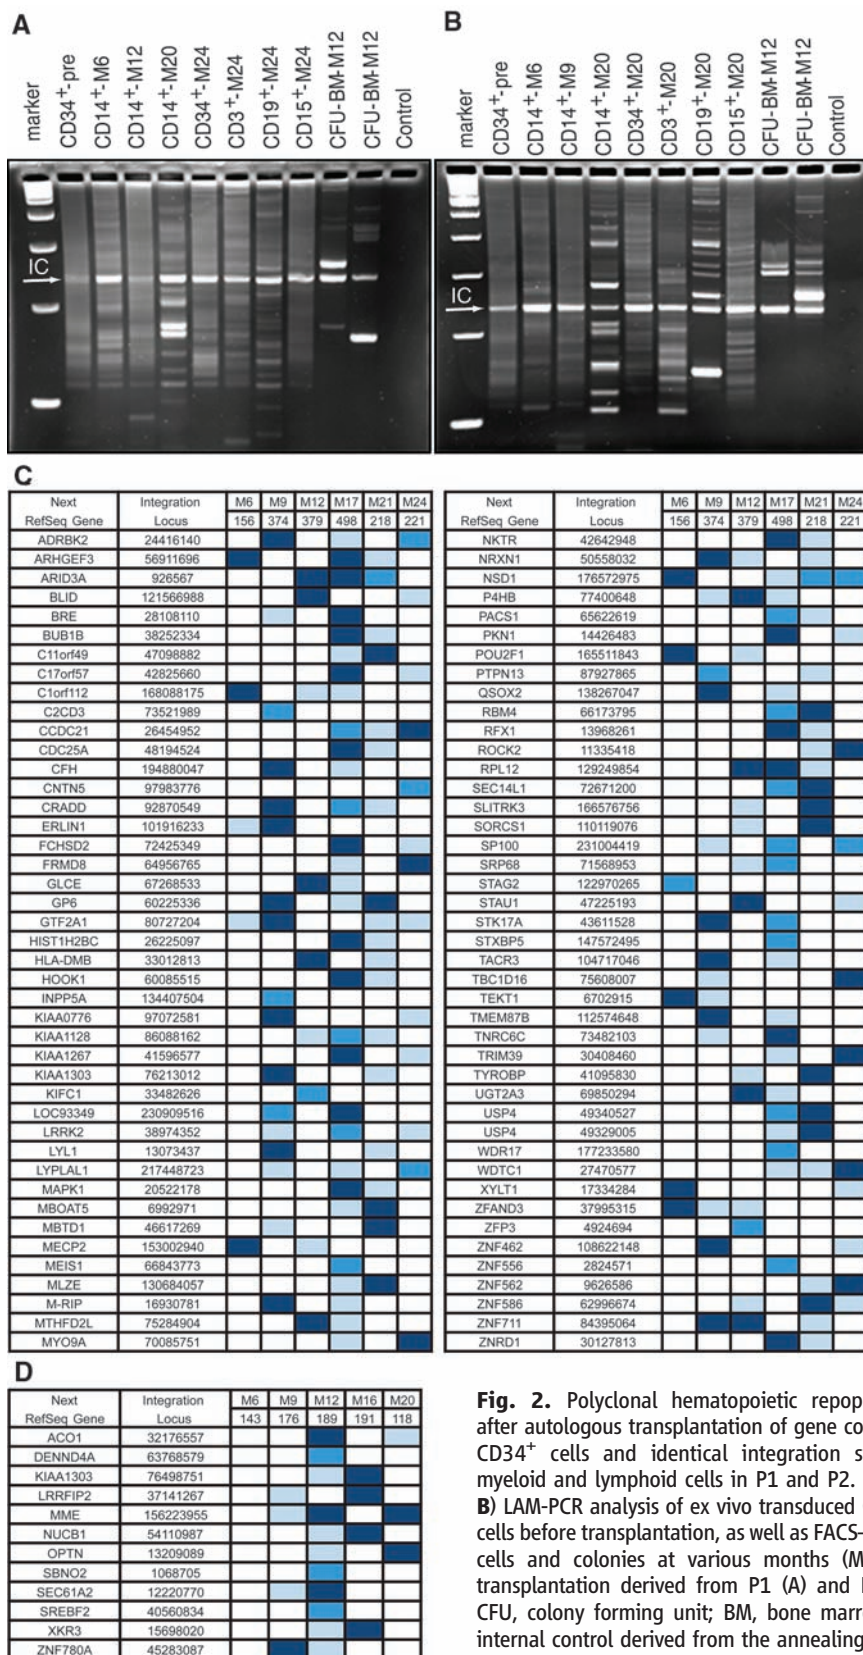 A
marker
CD34+-pre
CD14+-M6
CD14+-M12
CD14+-M20
CD34+-M24
CD3+-M24
CD19+-M24
CD15+-M24
CFU-BM-M12
CFU-BM-M12
Control
IC
B
marker
CD34+-pre
CD14+-M6
CD14+-M9
CD14+-M20
CD34+-M20
CD3+-M20
CD19+-M20
CD15+-M20
CFU-BM-M12
CFU-BM-M12
Control
IC
C
Next Integration M6 M9 M12 M17 M21 M24
RefSeq Gene Locus 156 374 379 498 218 221
ADRBK2 24416140
ARHGEF3 56911696
ARID3A 926567
BLID 121566988
BRE 28108110
BUB1B 38252334
C11orf49 47098882
C17orf57 42825660
C1orf112 168088175
C2CD3 73521989
CCDC21 26454952
CDC25A 48194524
CFH 194880047
CNTN5 97983776
CRADD 92870549
ERLIN1 101916233
FCHSD2 72425349
FRMD8 64956765
GLCE 67268533
GP6 60225336
GTF2A1 80727204
HIST1H2BC 26225097
HLA-DMB 33012813
HOOK1 60085515
INPP5A 134407504
KIAA0776 97072581
KIAA1128 86088162
KIAA1267 41596577
KIAA1303 76213012
KIFC1 33482626
LOC93349 230909516
LRRK2 38974352
LYL1 13073437
LYPLAL1 217448723
MAPK1 20522178
MBOAT5 6992971
MBTD1 46617269
MECP2 153002940
MEIS1 66843773
MLZE 130684057
M-RIP 16930781
MTHFD2L 75284904
MYO9A 70085751
Next Integration M6 M9 M12 M17 M21 M24
RefSeq Gene Locus 156 374 379 498 218 221
NKTR 42642948
NRXN1 50558032
NSD1 176572975
P4HB 77400648
PACS1 65622619
PKN1 14426483
POU2F1 165511843
PTPN13 87927865
QSOX2 138267047
RBM4 66173795
RFX1 13968261
ROCK2 11335418
RPL12 129249854
SEC14L1 72671200
SLITRK3 166576756
SORCS1 110119076
SP100 231004419
SRP68 71568953
STAG2 122970265
STAU1 47225193
STK17A 43611528
STXBP5 147572495
TACR3 104717046
TBC1D16 75608007
TEKT1 6702915
TMEM87B 112574648
TNRC6C 73482103
TRIM39 30408460
TYROBP 41095830
UGT2A3 69850294
USP4 49340527
USP4 49329005
WDR17 177233580
WDTC1 27470577
XYLT1 17334284
ZFAND3 37995315
ZFP3 4924694
ZNF462 108622148
ZNF556 2824571
ZNF562 9626586
ZNF586 62996674
ZNF711 84395064
ZNRD1 30127813
D
Next Integration M6 M9 M12 M16 M20
RefSeq Gene Locus 143 176 189 191 118
ACO1 32176557
DENND4A 63768579
KIAA1303 76498751
LRRFIP2 37141267
MME 156223955
NUCB1 54110987
OPTN 13209089
SBNO2 1068705
SEC61A2 12220770
SREBF2 40560834
XKR3 15698020
ZNF780A 45283087
Fig. 2. Polyclonal hematopoietic repop
after autologous transplantation of gene co
CD34+ cells and identical integration s
myeloid and lymphoid cells in P1 and P2.
B) LAM-PCR analysis of ex vivo transduced
cells before transplantation, as well as FACS-
cells and colonies at various months (M
transplantation derived from P1 (A) and
CFU, colony forming unit; BM, bone marr
internal control derived from the annealing